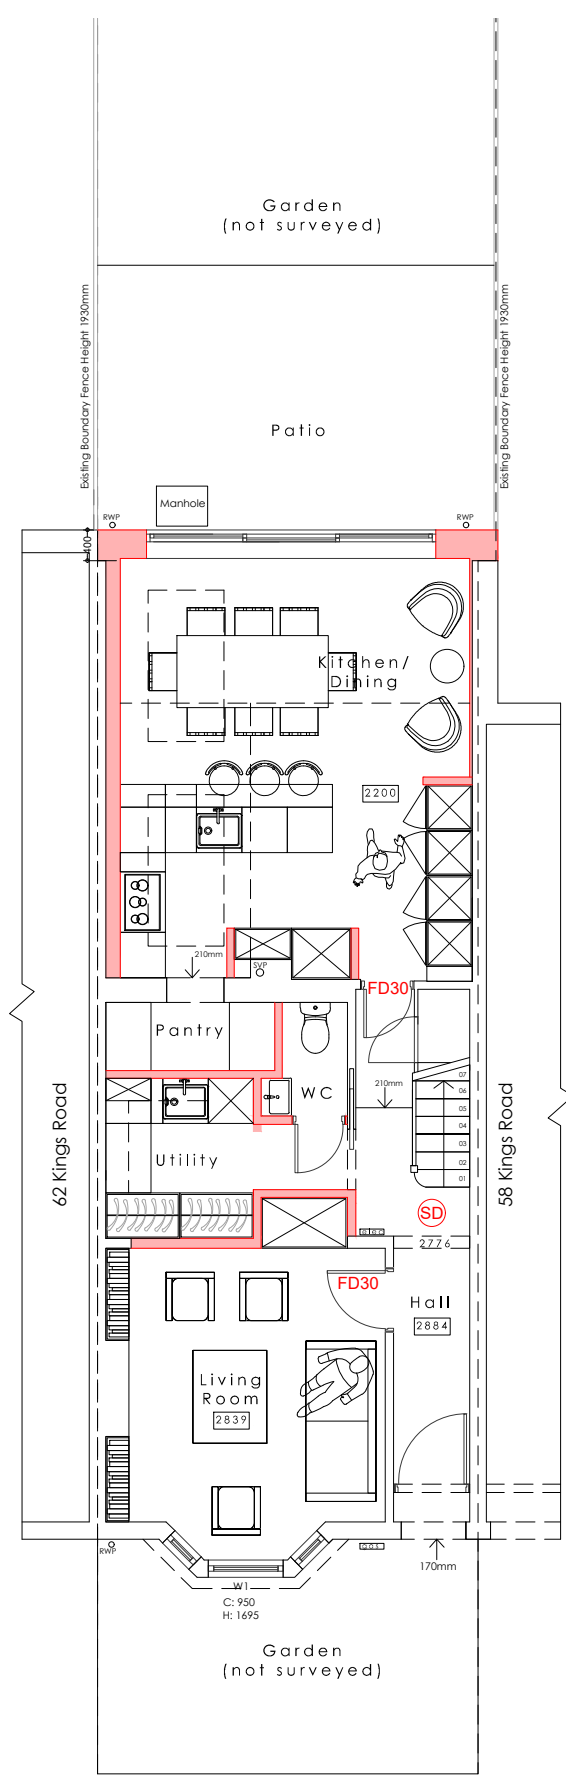 Garden
(not surveyed)
Existing Boundary Fence Height 1930mm
Existing Boundary Fence Height 1930mm
Patio
Manhole
RWP
RWP
400
Kitchen/
Dining
2200
210mm
SVP
FD30
Pantry
WC
210mm
07
06
05
04
03
02
01
62 Kings Road
58 Kings Road
Utility
SD
2776
FD30
Hall
2884
Living
Room
2839
RWP
170mm
W1
C: 950
H: 1695
Garden
(not surveyed)